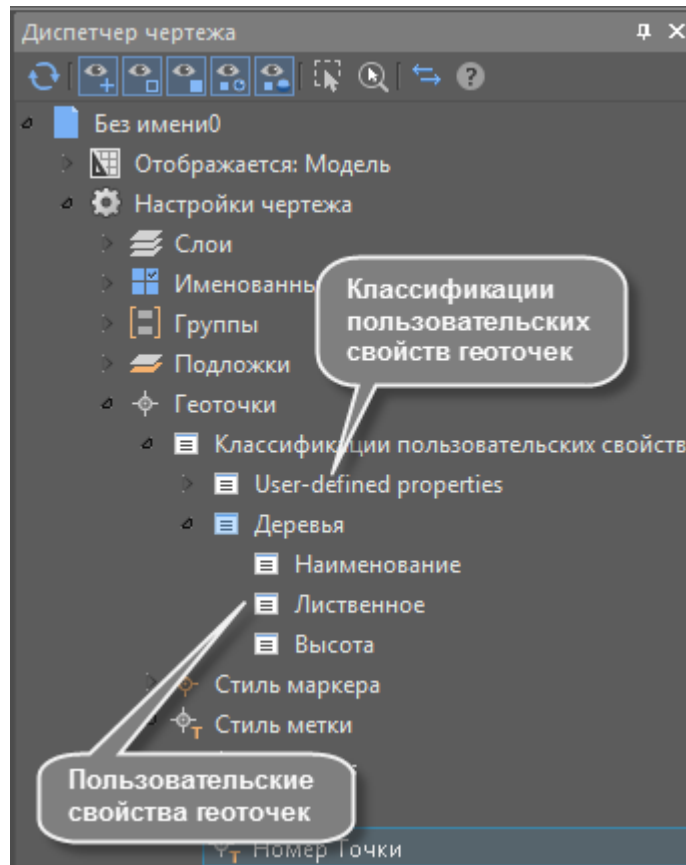 Диспетчер чертежа
Без имени0
Отображается: Модель
Настройки чертежа
Слои
Именованны
Группы
Подложки
Геоточки
Классификации пользовательских свойств
User-defined properties
Деревья
Наименование
Лиственное
Высота
Стиль маркера
Стиль метки
Номер Точки
Классификации
пользовательских
свойств геоточек
Пользовательские
свойства геоточек